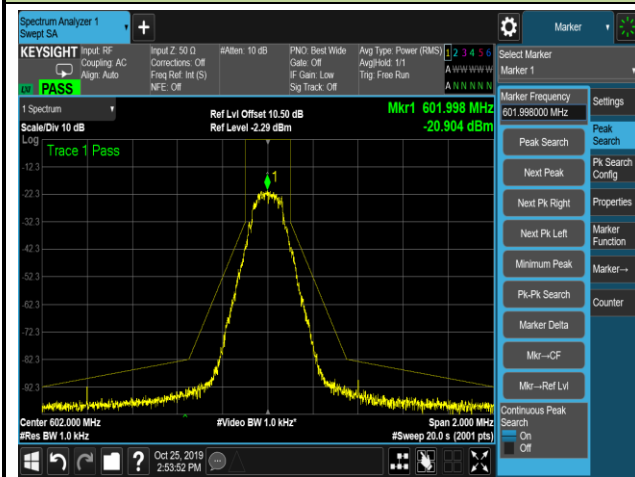 Spectrum Analyzer 1
Swept SA
+
Marker
KEYSIGHT
Input: RF
Coupling: AC
Align: Auto
Input Z: 50 Ω
Corrections: Off
Freq Ref: Int (S)
NFE: Off
#Atten: 10 dB
PNO: Best Wide
Gate: Off
IF Gain: Low
Sig Track: Off
Avg Type: Power (RMS)
Avg|Hold: 1/1
Trig: Free Run
1 2 3 4 5 6
A W W W W W
A N N N N N
LXI
PASS
Select Marker
Marker 1
1 Spectrum
Scale/Div 10 dB
Ref Lvl Offset 10.50 dB
Ref Level -2.29 dBm
Mkr1 601.998 MHz
-20.904 dBm
Log
Trace 1 Pass
1
-12.3
-22.3
-32.3
-42.3
-52.3
-62.3
-72.3
-82.3
-92.3
Center 602.000 MHz
#Res BW 1.0 kHz
#Video BW 1.0 kHz*
Span 2.000 MHz
#Sweep 20.0 s (2001 pts)
Marker Frequency
601.998000 MHz
Peak Search
Next Peak
Next Pk Right
Next Pk Left
Minimum Peak
Pk-Pk Search
Marker Delta
Mkr→CF
Mkr→Ref Lvl
Continuous Peak
Search
On
Off
Settings
Peak
Search
Pk Search
Config
Properties
Marker
Function
Marker→
Counter
?
Oct 25, 2019
2:53:52 PM